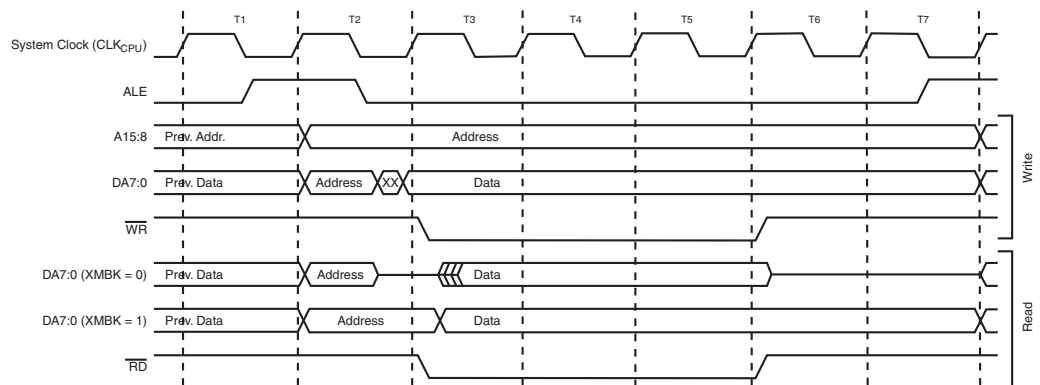 T1 T2 T3 T4 T5 T6 T7
System Clock (CLKCPU)
ALE
A15:8 Prev. Addr. Address
DA7:0 Prev. Data Address XX Data
WR
Write
DA7:0 (XMBK = 0) Prev. Data Address Data
DA7:0 (XMBK = 1) Prev. Data Address Data
RD
Read